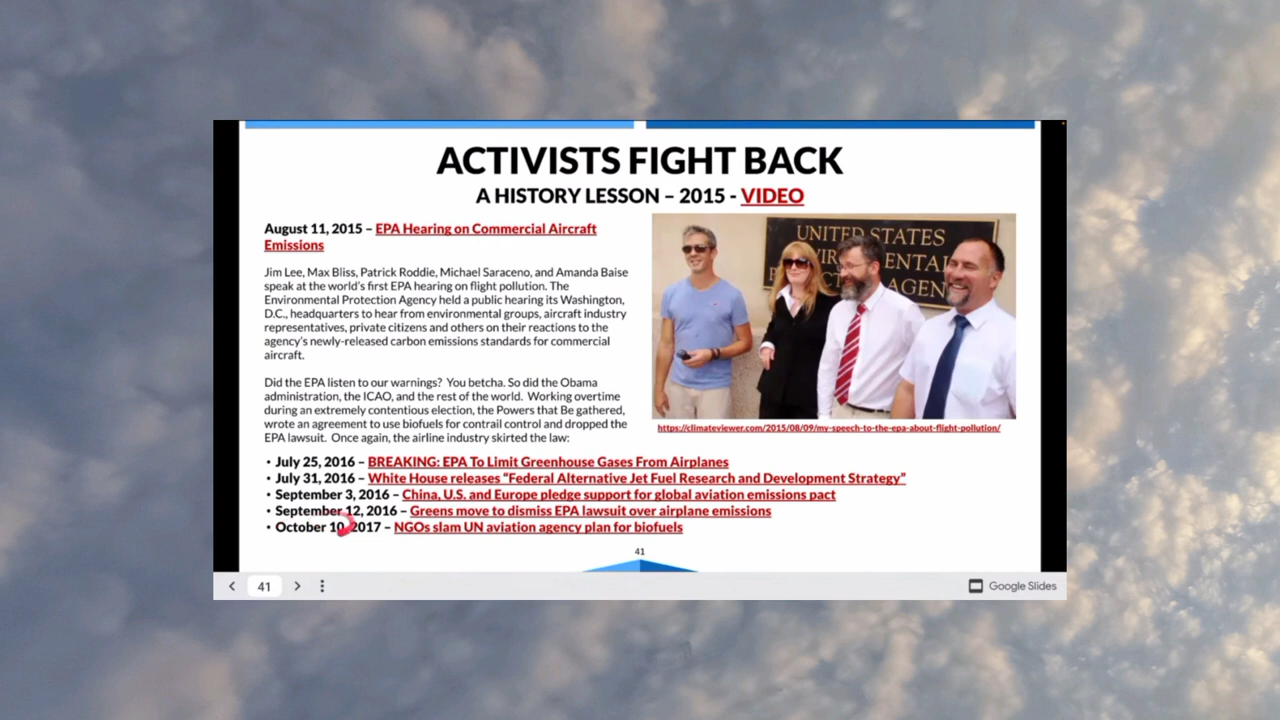 ACTIVISTS FIGHT BACK
A HISTORY LESSON – 2015 - VIDEO
August 11, 2015 – EPA Hearing on Commercial Aircraft
Emissions
Jim Lee, Max Bliss, Patrick Roddie, Michael Saraceno, and Amanda Baise
speak at the world's first EPA hearing on flight pollution. The
Environmental Protection Agency held a public hearing its Washington,
D.C., headquarters to hear from environmental groups, aircraft industry
representatives, private citizens and others on their reactions to the
agency's newly-released carbon emissions standards for commercial
aircraft.
Did the EPA listen to our warnings? You betcha. So did the Obama
administration, the ICAO, and the rest of the world. Working overtime
during an extremely contentious election, the Powers that Be gathered,
wrote an agreement to use biofuels for contrail control and dropped the
EPA lawsuit. Once again, the airline industry skirted the law:
UNITED STATES
https://climateviewer.com/2015/08/09/my-speech-to-the-epa-about-flight-pollution/
• July 25, 2016 – BREAKING: EPA To Limit Greenhouse Gases From Airplanes
• July 31, 2016 – White House releases "Federal Alternative Jet Fuel Research and Development Strategy"
• September 3, 2016 – China, U.S. and Europe pledge support for global aviation emissions pact
• September 12, 2016 – Greens move to dismiss EPA lawsuit over airplane emissions
• October 10, 2017 – NGOs slam UN aviation agency plan for biofuels
41
41
Google Slides